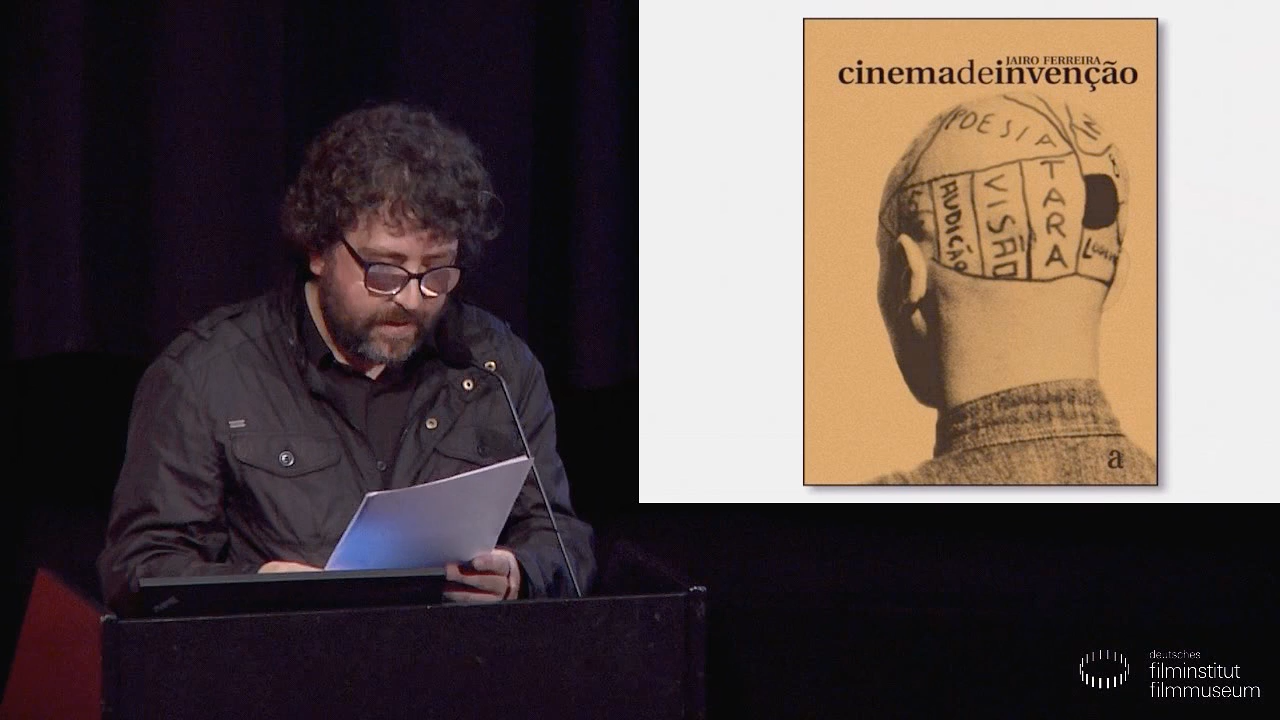 JAIRO FERREIRA
cinemadeinvenção
POESIA
TARA
AUDIÇÃO
VISÃO
a
deutsches
filminstitut
filmmuseum